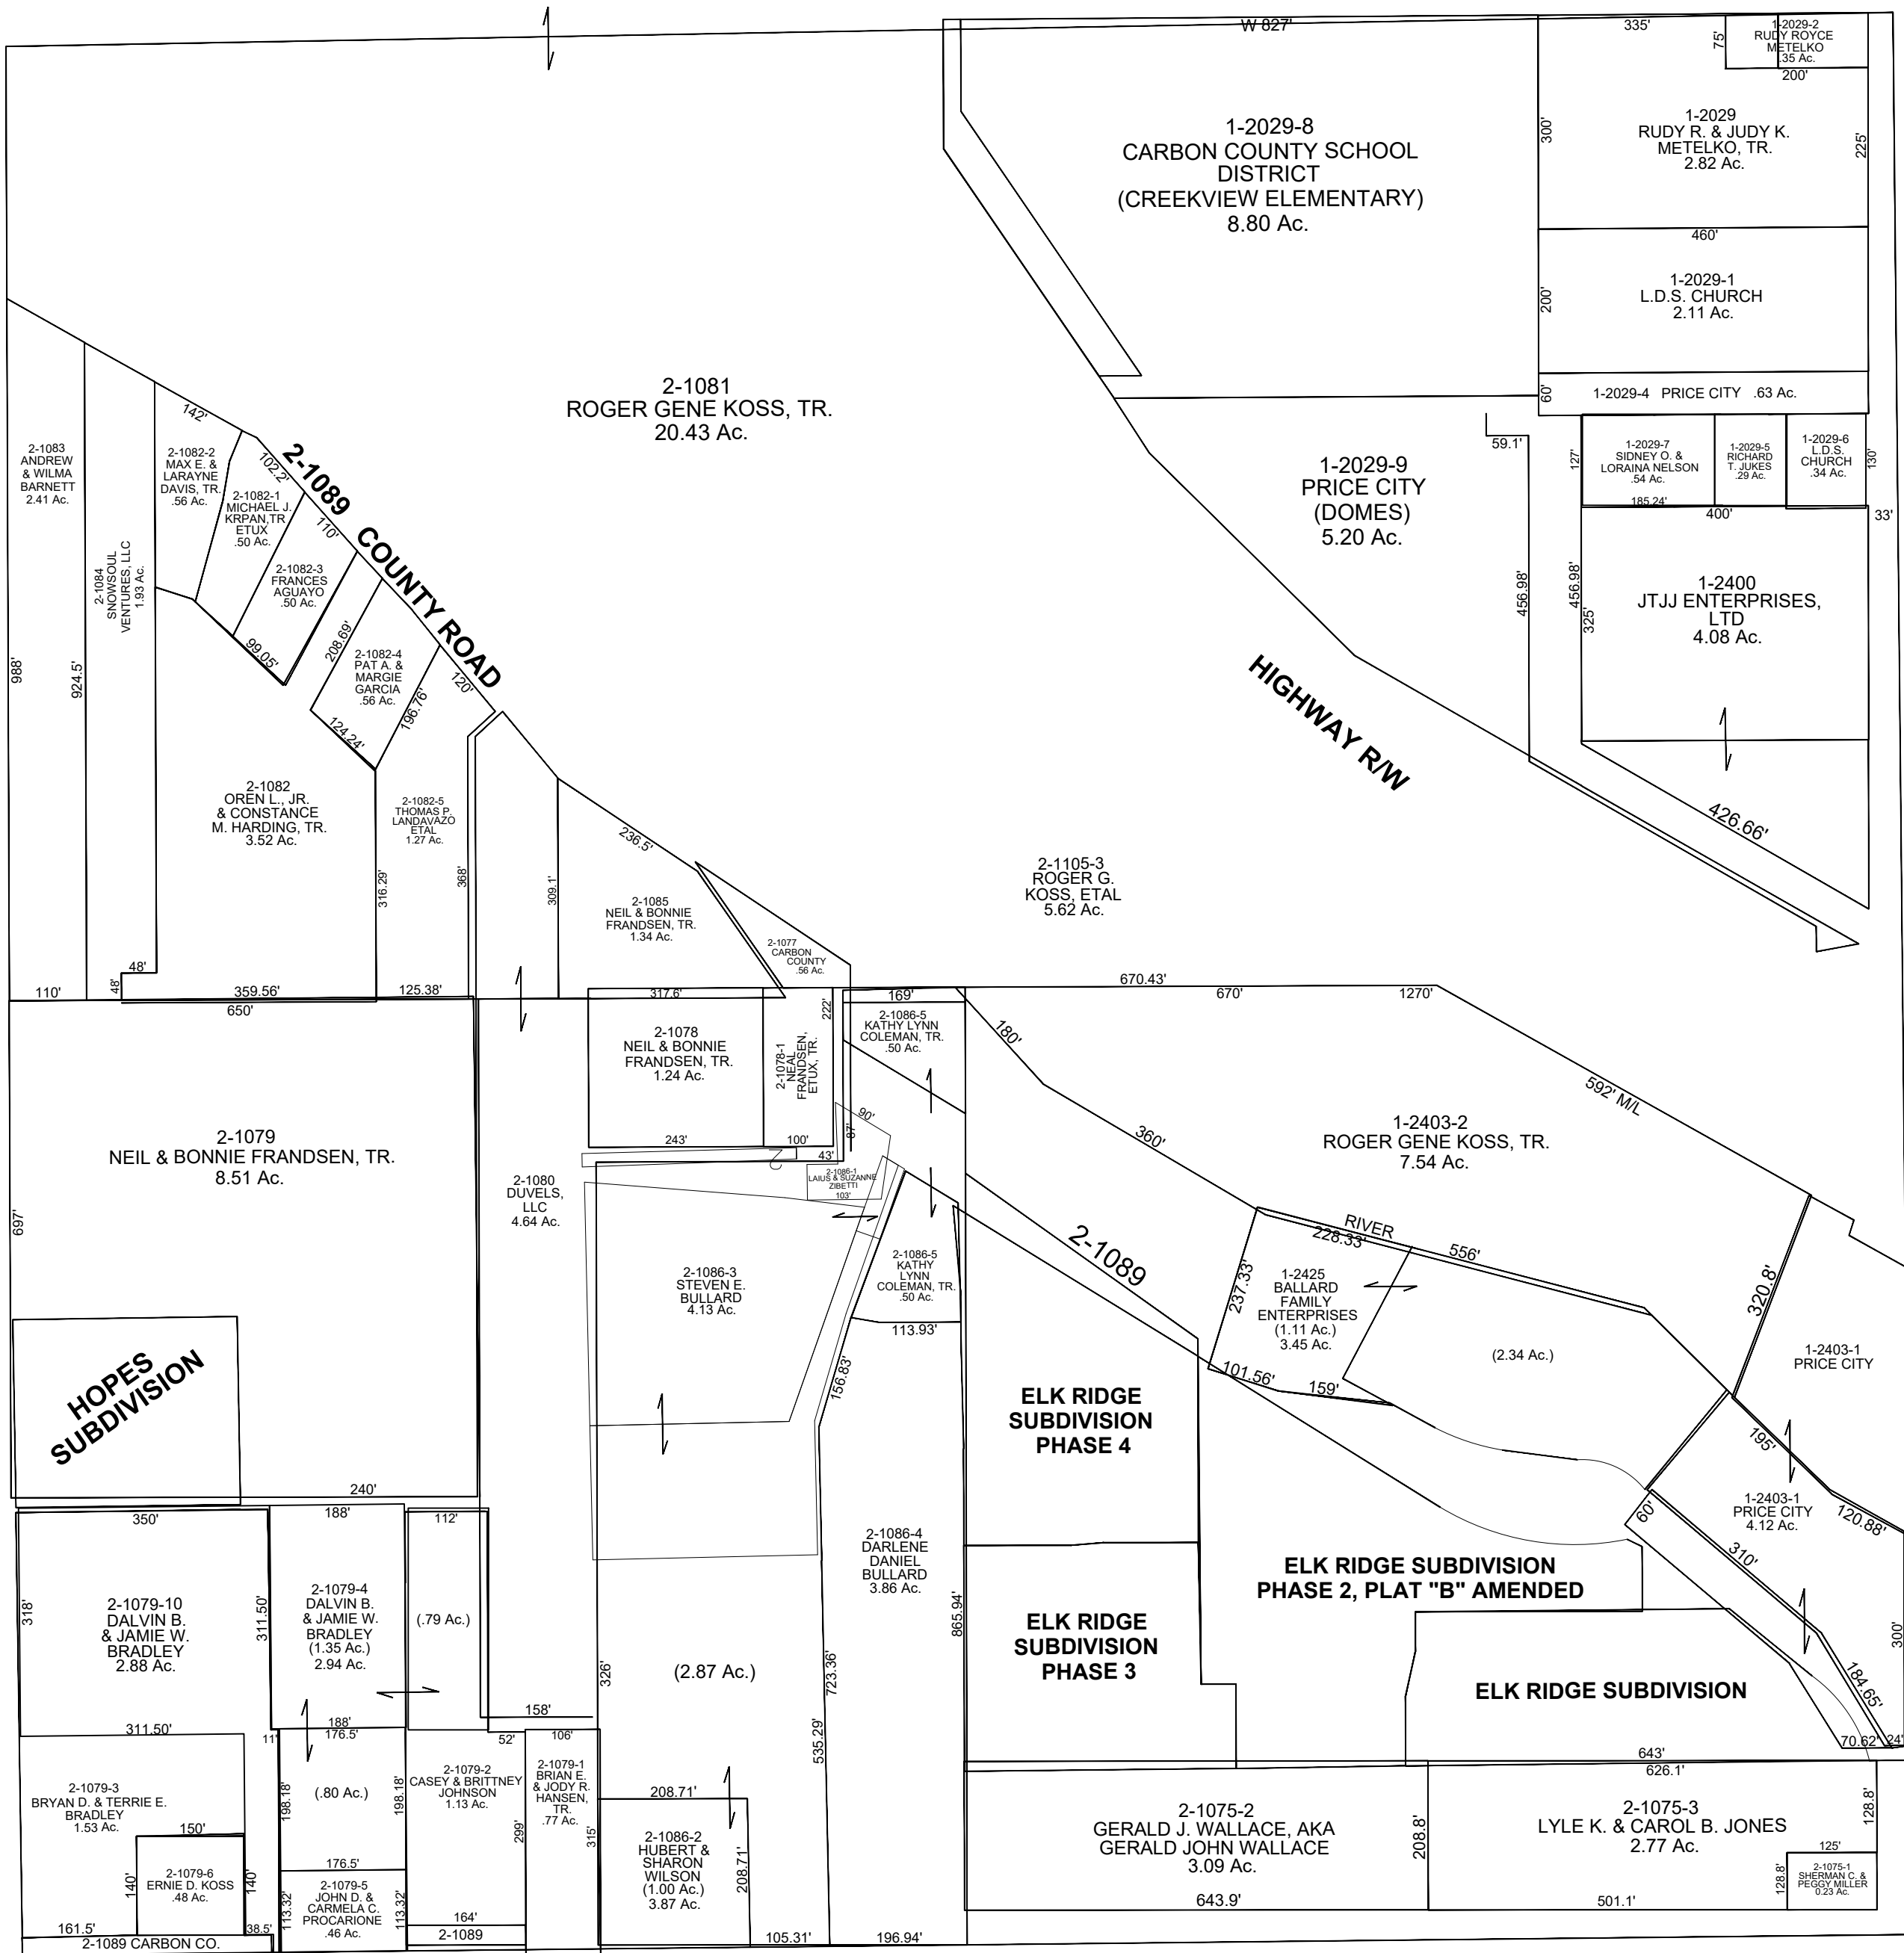 W 827'
335'
75'
1-2029-2
RUDY ROYCE
METELKO
.35 Ac.
200'
1-2029-8
CARBON COUNTY SCHOOL
DISTRICT
(CREEKVIEW ELEMENTARY)
8.80 Ac.
300'
1-2029
RUDY R. & JUDY K.
METELKO, TR.
2.82 Ac.
225'
460'
200'
1-2029-1
L.D.S. CHURCH
2.11 Ac.
60'
1-2029-4 PRICE CITY .63 Ac.
2-1081
ROGER GENE KOSS, TR.
20.43 Ac.
59.1'
1-2029-9
PRICE CITY
(DOMES)
5.20 Ac.
127'
1-2029-7
SIDNEY O. &
LORAINA NELSON
.54 Ac.
185.24'
1-2029-5
RICHARD
T. JUKES
.29 Ac.
1-2029-6
L.D.S.
CHURCH
.34 Ac.
130'
400'
33'
456.98'
456.98'
325'
1-2400
JTJJ ENTERPRISES,
LTD
4.08 Ac.
426.66'
HIGHWAY R/W
2-1083
ANDREW
& WILMA
BARNETT
2.41 Ac.
988'
924.5'
2-1084
SNOWSOUL
VENTURES, LLC
1.93 Ac.
142'
2-1082-2
MAX E. &
LARAYNE
DAVIS, TR.
.56 Ac.
102.2'
2-1089 COUNTY ROAD
2-1082-1
MICHAEL J.
KRPAN,TR
ETUX
.50 Ac.
110'
2-1082-3
FRANCES
AGUAYO
.50 Ac.
99.05'
208.69'
2-1082-4
PAT A. &
MARGIE
GARCIA
.56 Ac.
120'
196.76'
124.24'
2-1082
OREN L., JR.
& CONSTANCE
M. HARDING, TR.
3.52 Ac.
2-1082-5
THOMAS P.
LANDAVAZO
ETAL
1.27 Ac.
316.29'
368'
309.1'
236.5'
2-1085
NEIL & BONNIE
FRANDSEN, TR.
1.34 Ac.
2-1077
CARBON
COUNTY
.56 Ac.
2-1105-3
ROGER G.
KOSS, ETAL
5.62 Ac.
110'
48'
48'
359.56'
125.38'
650'
317.6'
222'
169'
670.43'
670'
1270'
2-1078
NEIL & BONNIE
FRANDSEN, TR.
1.24 Ac.
2-1078-1
NEAL
FRANDSEN,
ETUX, TR.
2-1086-5
KATHY LYNN
COLEMAN, TR.
.50 Ac.
180'
592' M/L
360'
1-2403-2
ROGER GENE KOSS, TR.
7.54 Ac.
2-1079
NEIL & BONNIE FRANDSEN, TR.
8.51 Ac.
697'
243'
100'
43'
87'
90'
2-1086-1
LAIUS & SUZANNE
ZIBETTI
103'
2-1080
DUVELS,
LLC
4.64 Ac.
2-1086-3
STEVEN E.
BULLARD
4.13 Ac.
2-1086-5
KATHY
LYNN
COLEMAN, TR.
.50 Ac.
113.93'
156.83'
2-1089
RIVER
228.33'
556'
237.33'
1-2425
BALLARD
FAMILY
ENTERPRISES
(1.11 Ac.)
3.45 Ac.
101.56'
159'
(2.34 Ac.)
320.8'
1-2403-1
PRICE CITY
195'
1-2403-1
PRICE CITY
4.12 Ac.
120.88'
60'
310'
300'
184.65'
70.62'
24'
HOPES
SUBDIVISION
240'
ELK RIDGE
SUBDIVISION
PHASE 4
ELK RIDGE
SUBDIVISION
PHASE 3
ELK RIDGE SUBDIVISION
PHASE 2, PLAT "B" AMENDED
ELK RIDGE SUBDIVISION
2-1086-4
DARLENE
DANIEL
BULLARD
3.86 Ac.
865.94'
350'
188'
112'
318'
2-1079-10
DALVIN B.
& JAMIE W.
BRADLEY
2.88 Ac.
311.50'
2-1079-4
DALVIN B.
& JAMIE W.
BRADLEY
(1.35 Ac.)
2.94 Ac.
(.79 Ac.)
326'
(2.87 Ac.)
723.36'
535.29'
158'
311.50'
11'
188'
176.5'
52'
106'
2-1079-3
BRYAN D. & TERRIE E.
BRADLEY
1.53 Ac.
198.18'
(.80 Ac.)
198.18'
2-1079-2
CASEY & BRITTNEY
JOHNSON
1.13 Ac.
299'
2-1079-1
BRIAN E.
& JODY R.
HANSEN,
TR.
.77 Ac.
315'
208.71'
2-1086-2
HUBERT &
SHARON
WILSON
(1.00 Ac.)
3.87 Ac.
208.71'
150'
140'
2-1079-6
ERNIE D. KOSS
.48 Ac.
140'
176.5'
113.32'
2-1079-5
JOHN D. &
CARMELA C.
PROCARIONE
.46 Ac.
113.32'
161.5'
38.5'
2-1089 CARBON CO.
164'
2-1089
105.31'
196.94'
643'
626.1'
2-1075-2
GERALD J. WALLACE, AKA
GERALD JOHN WALLACE
3.09 Ac.
643.9'
208.8'
2-1075-3
LYLE K. & CAROL B. JONES
2.77 Ac.
501.1'
128.8'
125'
128.8'
2-1075-1
SHERMAN C. &
PEGGY MILLER
0.23 Ac.